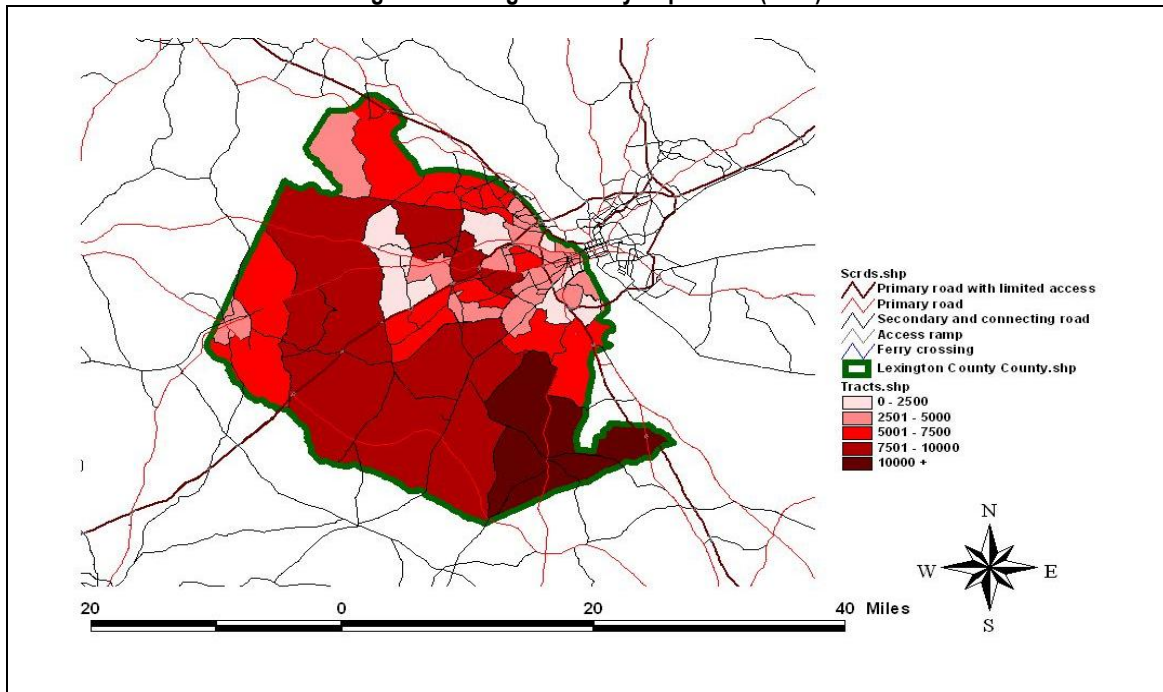 Scrds.shp
Primary road with limited access
Primary road
Secondary and connecting road
Access ramp
Ferry crossing
Lexington County County.shp
Tracts.shp
0 - 2500
2501 - 5000
5001 - 7500
7501 - 10000
10000 +
N
W E
S
20 0 20 40 Miles